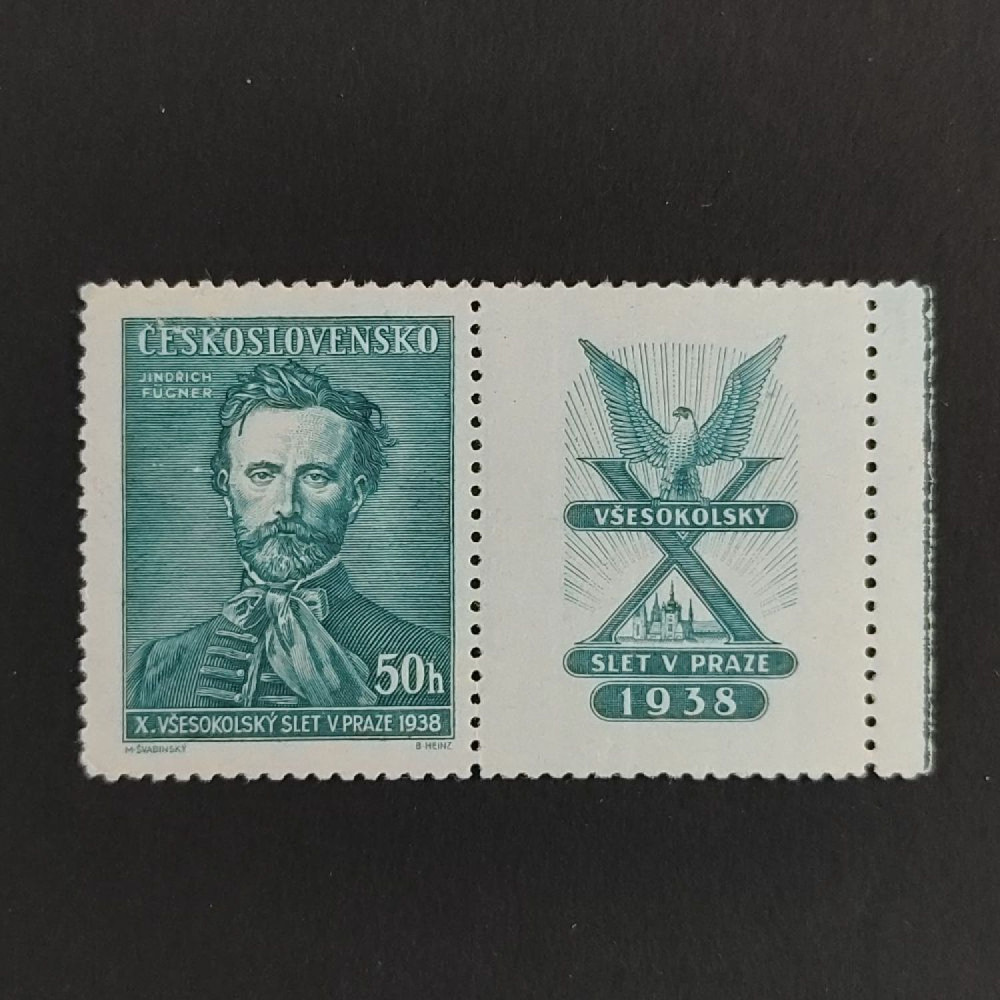 ČESKOSLOVENSKO
JINDŘICH
FÜGNER
50h
X. VŠESOKOLSKÝ SLET V PRAZE 1938
M·ŠVABINSKÝ
B·HEINZ
X
VŠESOKOLSKÝ
SLET V PRAZE
1938